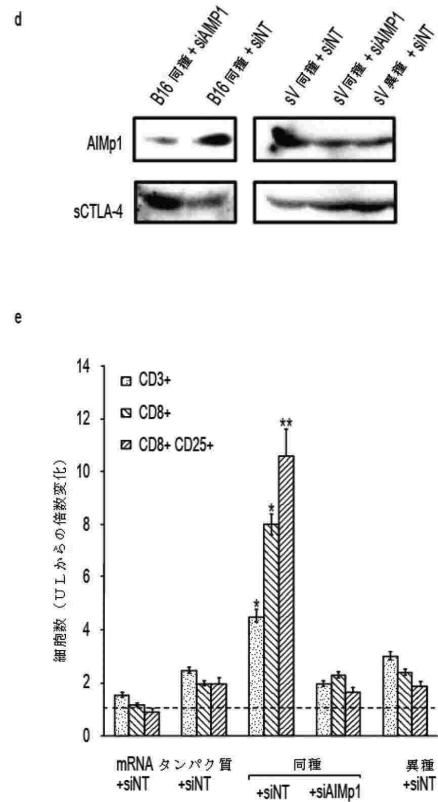 d
B16 同種 + siAIMP1
B16 同種 + siNT
sV 同種 + siNT
sV 同種 + siAIMP1
sV 異種 + siNT
AIMp1
sCTLA-4
e
14
12
10
8
6
4
2
0
細胞数（ULからの倍数変化）
CD3+
CD8+
CD8+ CD25+
*
*
**
mRNA タンパク質 同種 異種
+siNT +siNT +siNT +siAIMp1 +siNT